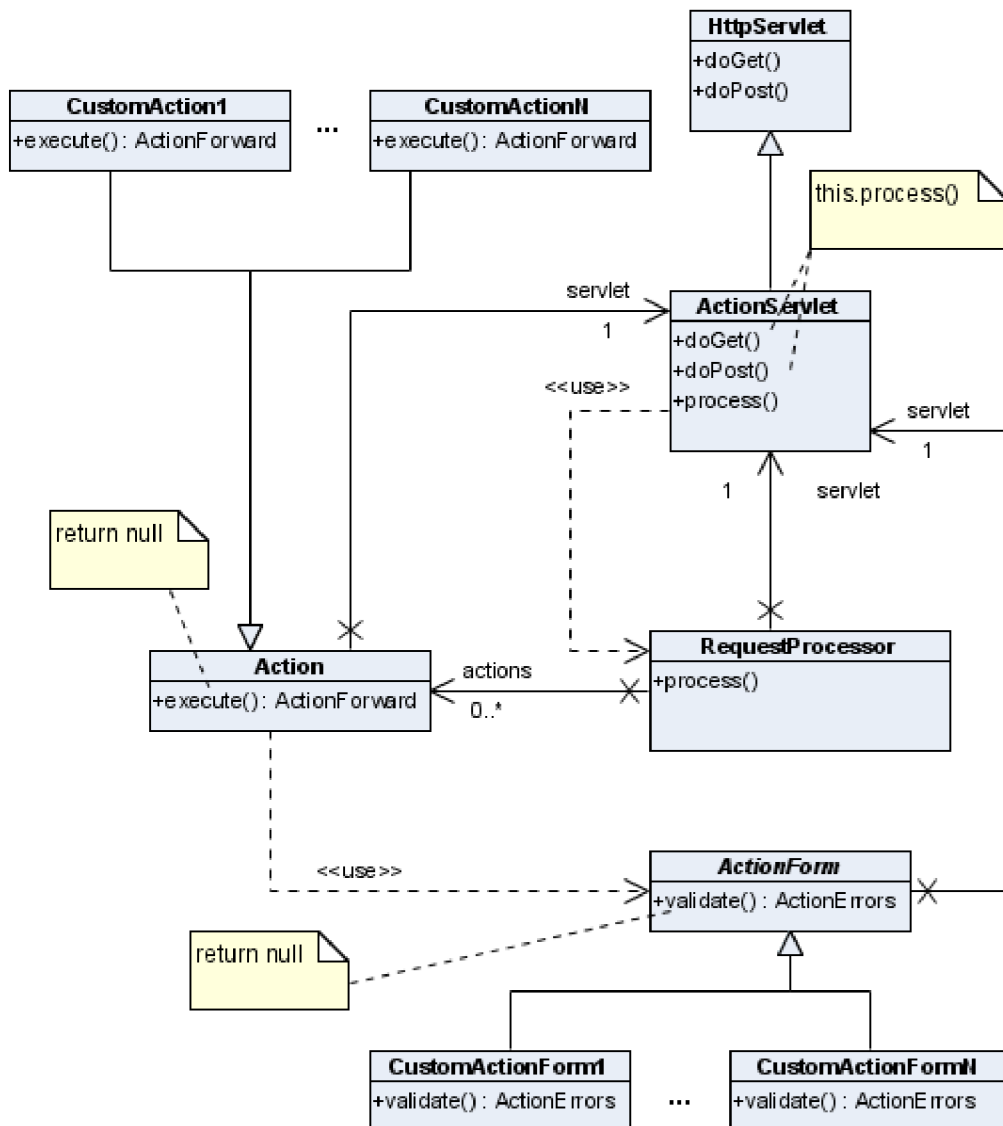 HttpServlet
+doGet()
+doPost()
CustomAction1
+execute() : ActionForward
...
CustomActionN
+execute() : ActionForward
this.process()
servlet
1
ActionServlet
+doGet()
+doPost()
+process()
<<use>>
servlet
1
1
servlet
return null
Action
+execute() : ActionForward
actions
0..*
RequestProcessor
+process()
<<use>>
ActionForm
+validate() : ActionErrors
return null
CustomActionForm1
+validate() : ActionErrors
...
CustomActionFormN
+validate() : ActionErrors